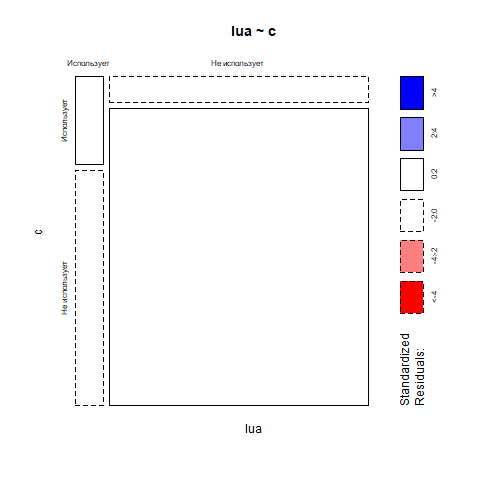 lua ~ c
Использует
Не использует
Использует
Не использует
c
lua
>4
2:4
0:2
-2:0
-4:-2
<-4
Standardized
Residuals: